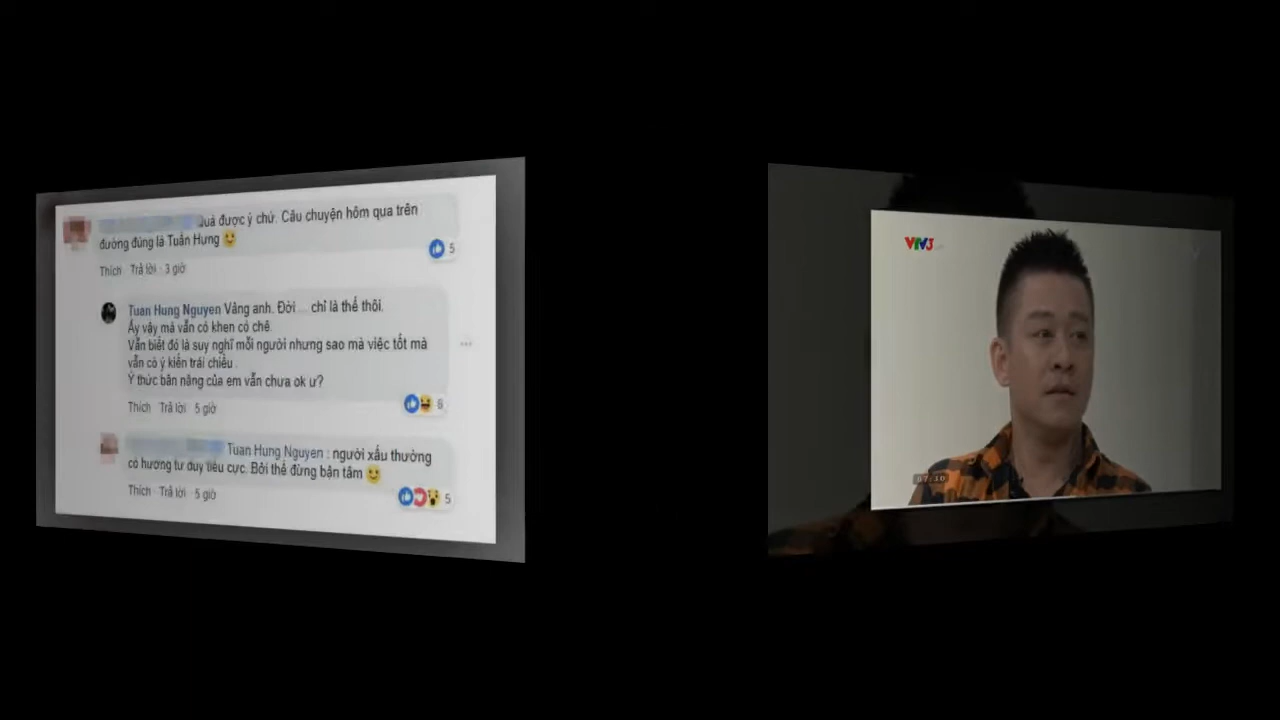 quá được ý chứ. Câu chuyện hôm qua trên
đường đúng là Tuấn Hưng
5
Thích Trả lời · 3 giờ
Tuan Hung Nguyen Vâng anh. Đời ... chỉ là thế thôi.
Ấy vậy mà vẫn có khen có chê.
Vẫn biết đó là suy nghĩ mỗi người nhưng sao mà việc tốt mà
vẫn có ý kiến trái chiều.
Ý thức bản năng của em vẫn chưa ok ư?
8
Thích Trả lời 5 giờ
Tuan Hung Nguyen : người xấu thường
có hướng tư duy tiêu cực. Bởi thế đừng bận tâm
5
Thích Trả lời · 5 giờ
VTV3
07:30